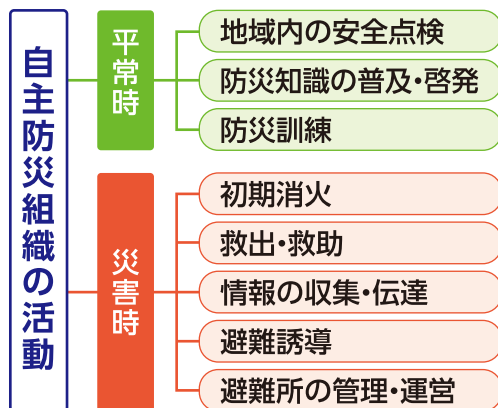 自主防災組織の活動
平常時
地域内の安全点検
防災知識の普及・啓発
防災訓練
災害時
初期消火
救出・救助
情報の収集・伝達
避難誘導
避難所の管理・運営